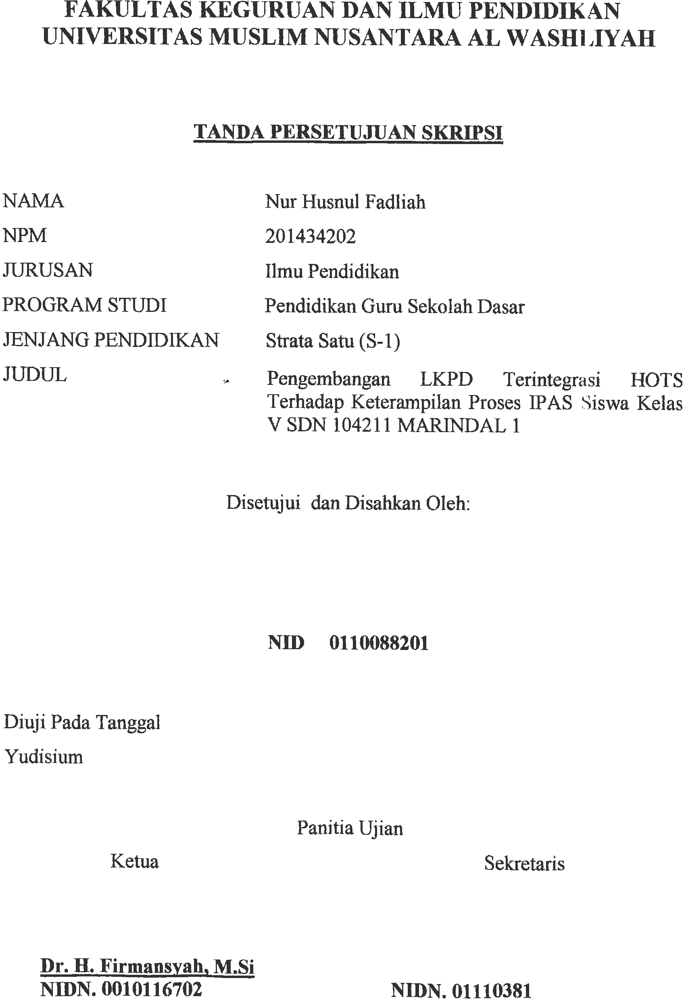 FAKULTAS KEGURUAN DAN ILMU PENDIDIKAN
UNIVERSITAS MUSLIM NUSANTARA AL WASHLIYAH
TANDA PERSETUJUAN SKRIPSI
NAMA Nur Husnul Fadliah
NPM 201434202
JURUSAN Ilmu Pendidikan
PROGRAM STUDI Pendidikan Guru Sekolah Dasar
JENJANG PENDIDIKAN Strata Satu (S-1)
JUDUL Pengembangan LKPD Terintegrasi HOTS
Terhadap Keterampilan Proses IPAS Siswa Kelas
V SDN 104211 MARINDAL 1
Disetujui dan Disahkan Oleh:
NID 0110088201
Diuji Pada Tanggal
Yudisium
Panitia Ujian
Ketua Sekretaris
Dr. H. Firmansyah, M.Si
NIDN. 0010116702 NIDN. 01110381